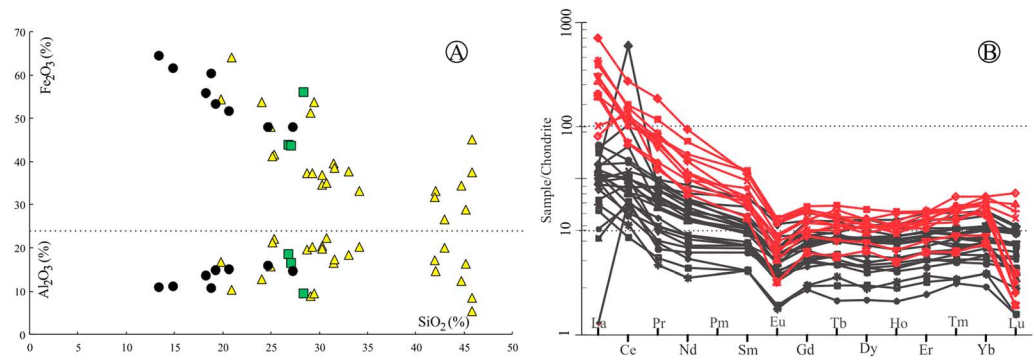 A
Fe₂O₃ (%)
Al₂O₃ (%)
70
60
50
40
30
20
10
0
SiO₂ (%)
0 5 10 15 20 25 30 35 40 45 50
B
Sample/Chondrite
1000
100
10
1
La Pr Pm Eu Tb Ho Tm Lu
Ce Nd Sm Gd Dy Er Yb